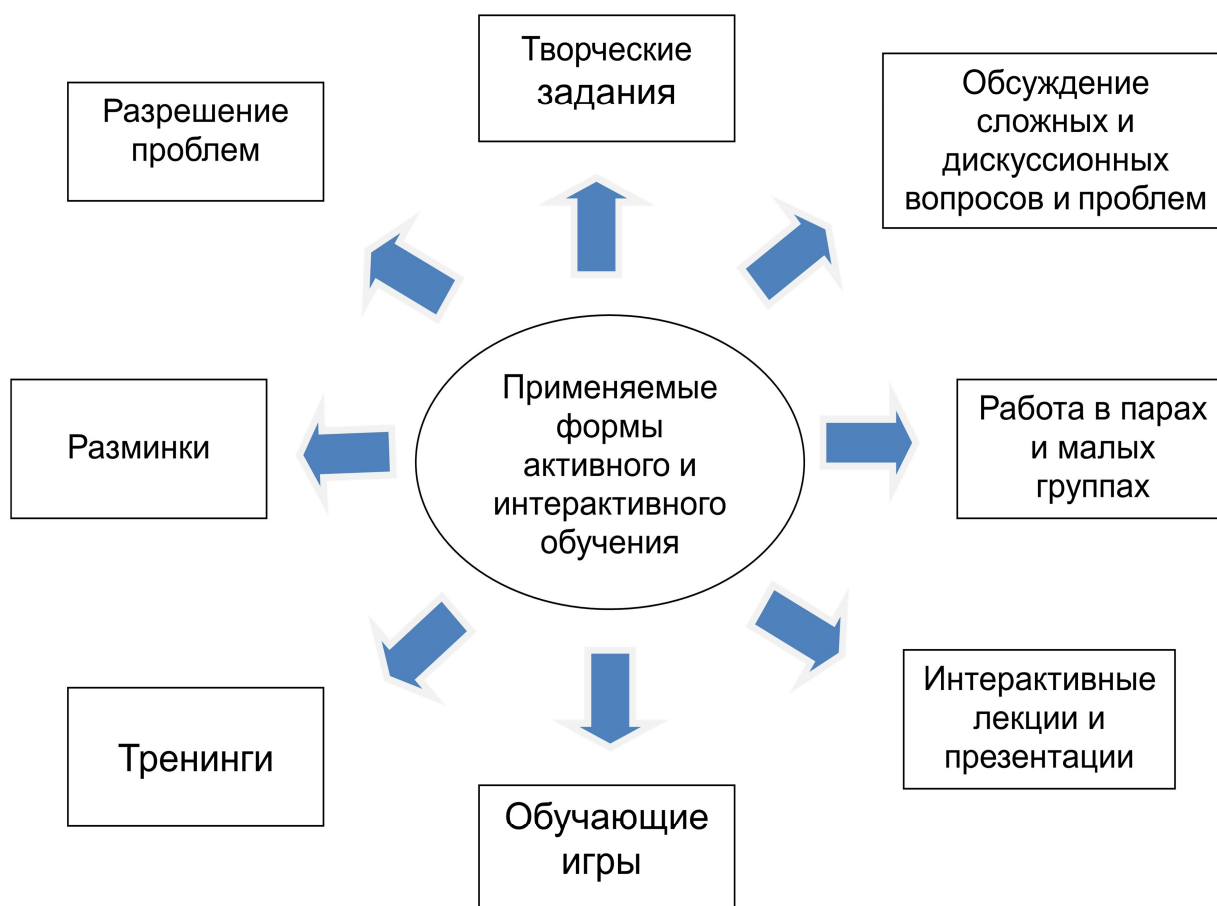 Творческие
задания
Разрешение
проблем
Обсуждение
сложных и
дискуссионных
вопросов и проблем
Применяемые
формы
активного и
интерактивного
обучения
Разминки
Работа в парах
и малых
группах
Тренинги
Интерактивные
лекции и
презентации
Обучающие
игры